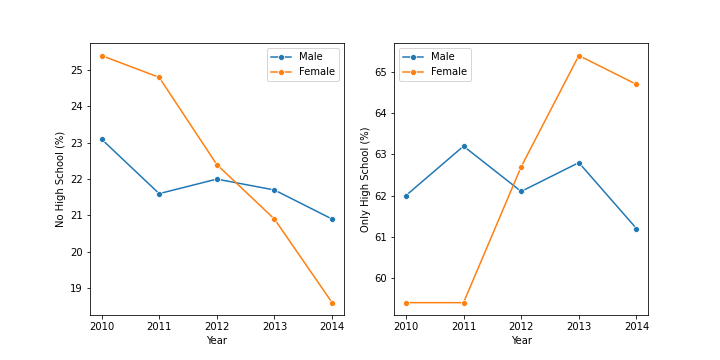 No High School (%)
25
24
23
22
21
20
19
Male
Female
2010
2011
2012
2013
2014
Year
Only High School (%)
65
64
63
62
61
60
Male
Female
2010
2011
2012
2013
2014
Year